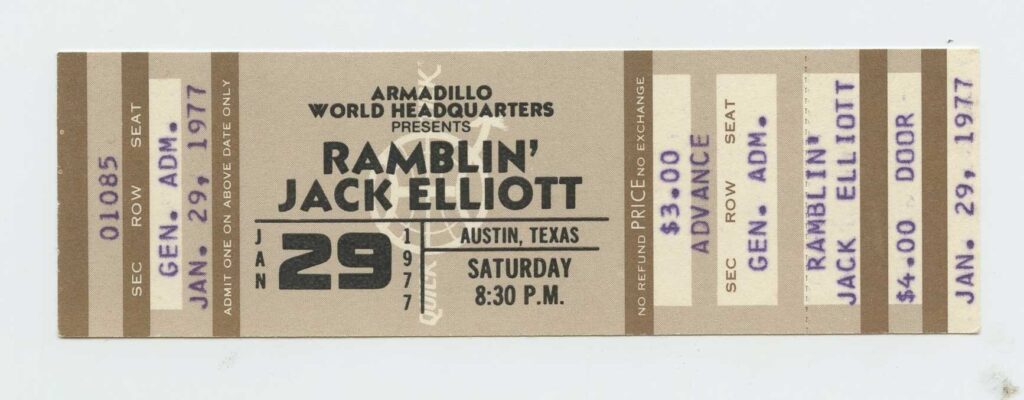 010085
SEC ROW SEAT
GEN. ADM.
JAN. 29, 1977
ADMIT ONE ON ABOVE DATE ONLY
ARMADILLO
WORLD HEADQUARTERS
PRESENTS
RAMBLIN'
JACK ELLIOTT
JAN
29
1977
AUSTIN, TEXAS
SATURDAY
8:30 P.M.
NO REFUND PRICE NO EXCHANGE
$3.00
ADVANCE
SEC ROW SEAT
GEN. ADM.
RAMBLIN'
JACK ELLIOTT
$4.00 DOOR
JAN. 29, 1977